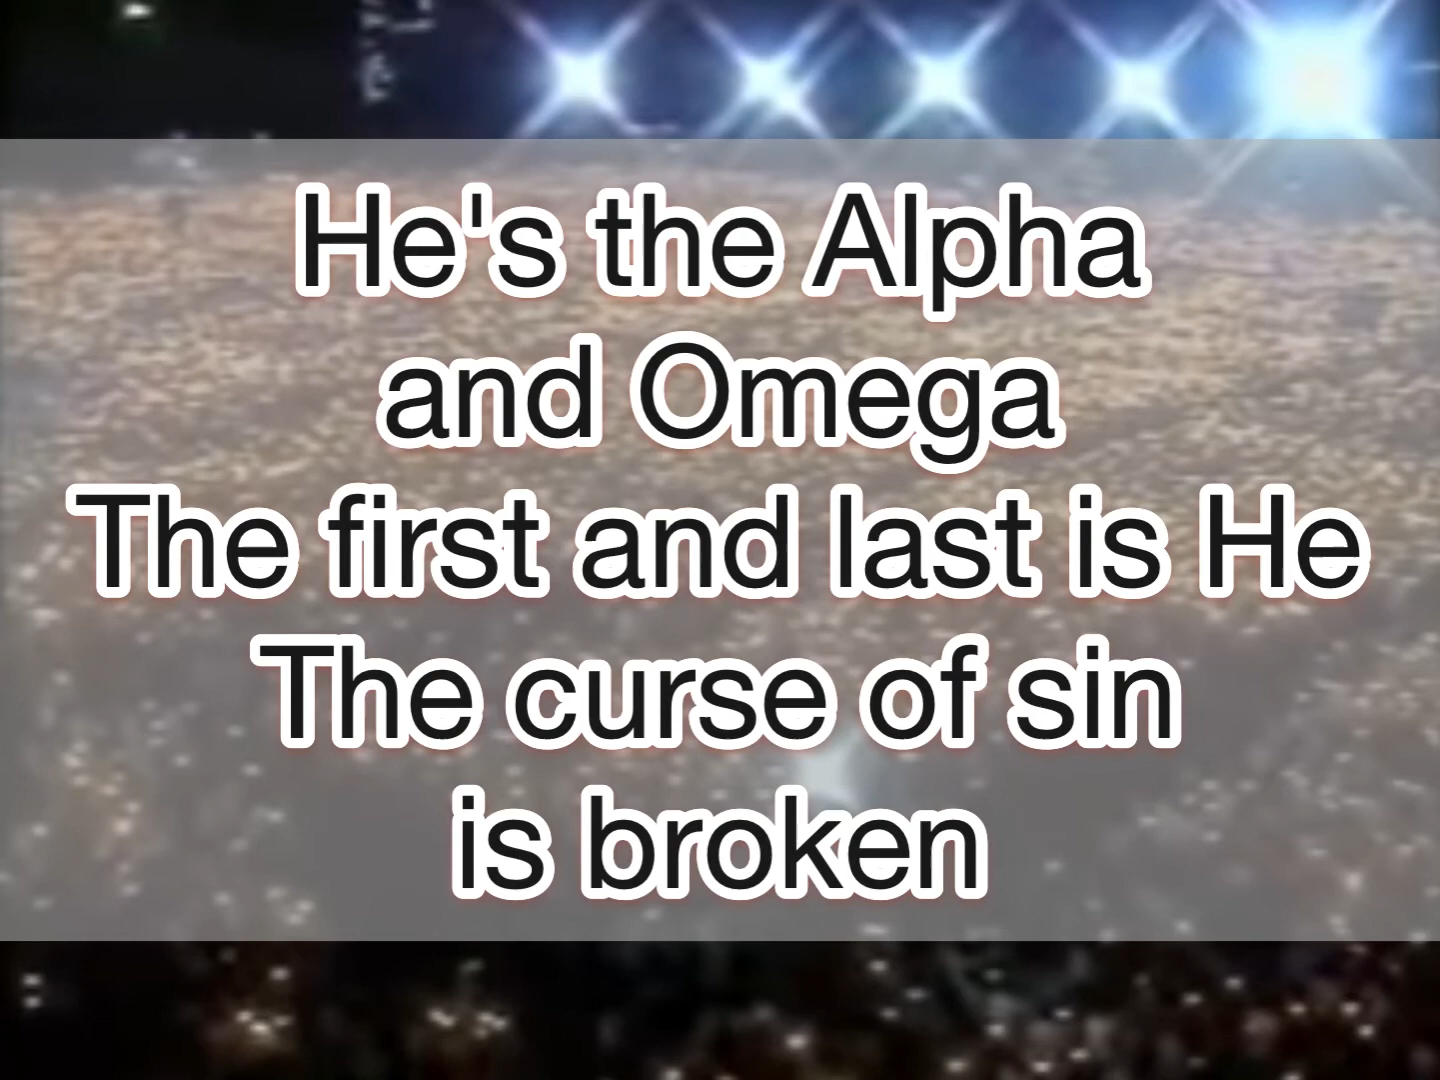 He's the Alpha
and Omega
The first and last is He
The curse of sin
is broken